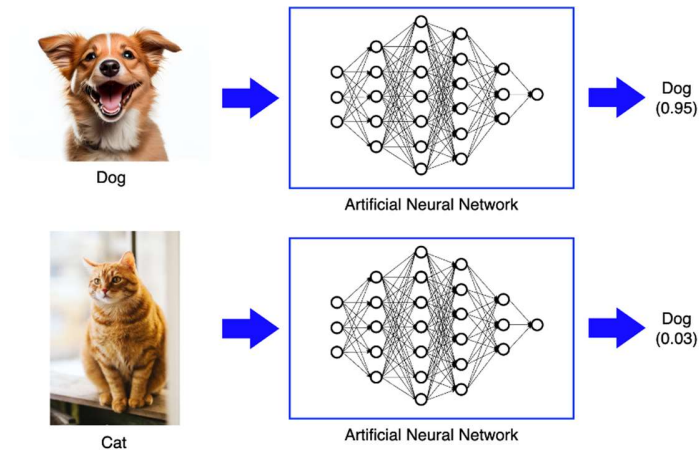 Dog
Artificial Neural Network
Dog
(0.95)
Cat
Artificial Neural Network
Dog
(0.03)